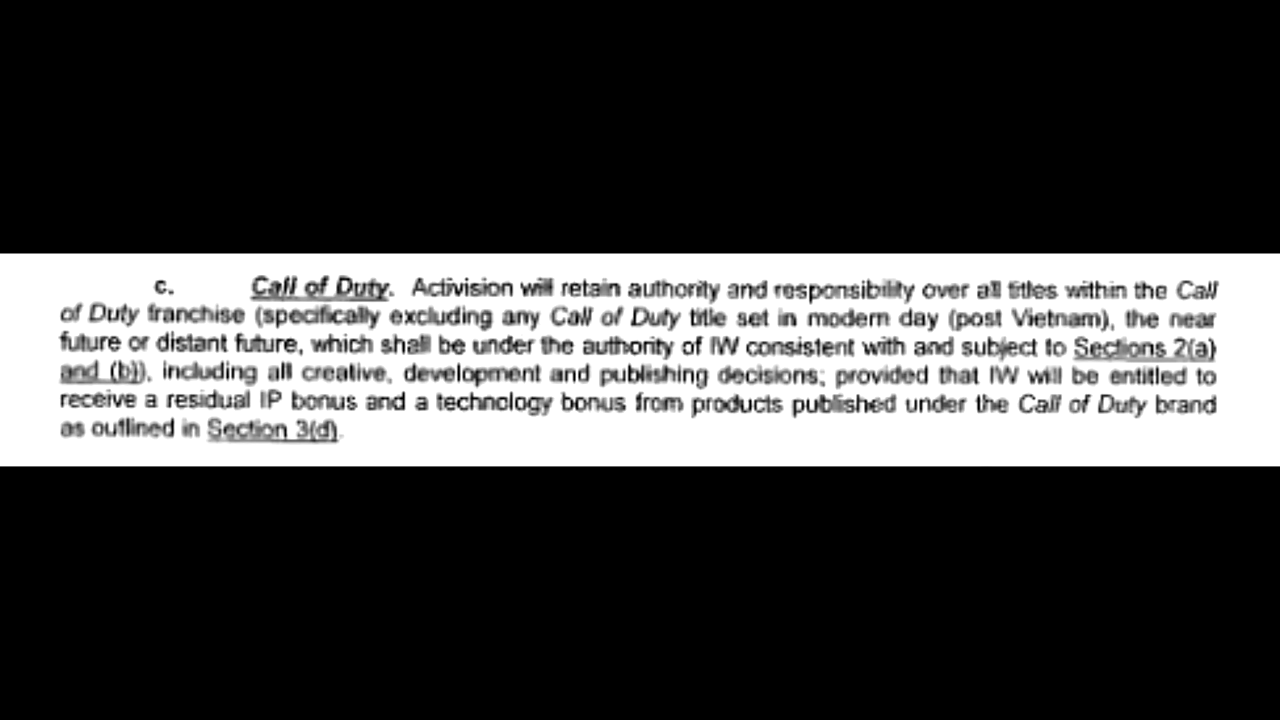 c. Call of Duty. Activision will retain authority and responsibility over all titles within the Call
of Duty franchise (specifically excluding any Call of Duty title set in modern day (post Vietnam), the near
future or distant future, which shall be under the authority of IW consistent with and subject to Sections 2(a)
and (b)), including all creative, development and publishing decisions; provided that IW will be entitled to
receive a residual IP bonus and a technology bonus from products published under the Call of Duty brand
as outlined in Section 3(d).